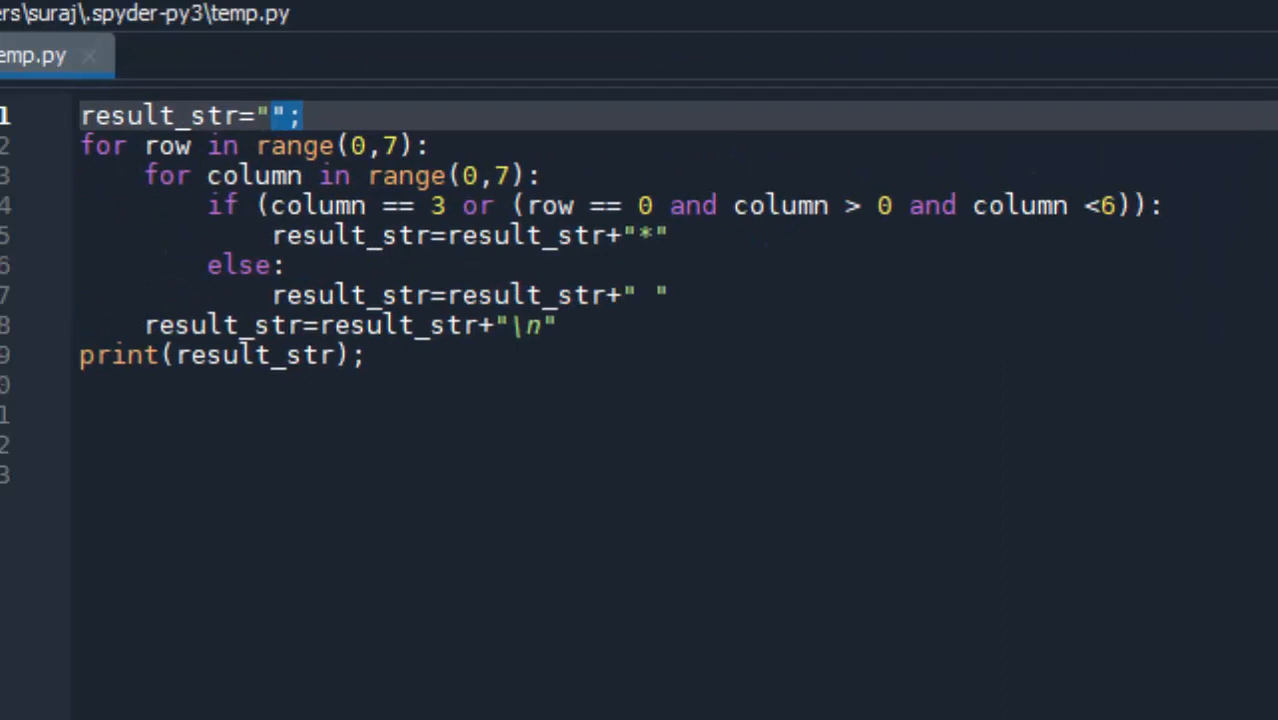 ers\suraj\.spyder-py3\temp.py
emp.py ×
1 result_str="";
2 for row in range(0,7):
3     for column in range(0,7):
4         if (column == 3 or (row == 0 and column > 0 and column <6)):
5             result_str=result_str+"*"
6         else:
7             result_str=result_str+" "
8     result_str=result_str+"\n"
9 print(result_str);
0
1
2
3